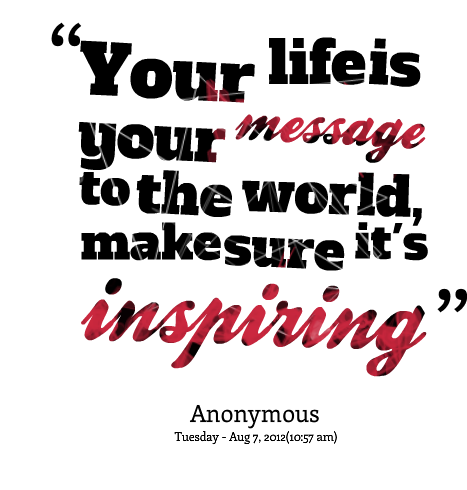 “Your life is
your message
to the world,
make sure it's
inspiring”
Anonymous
Tuesday - Aug 7, 2012(10:57 am)